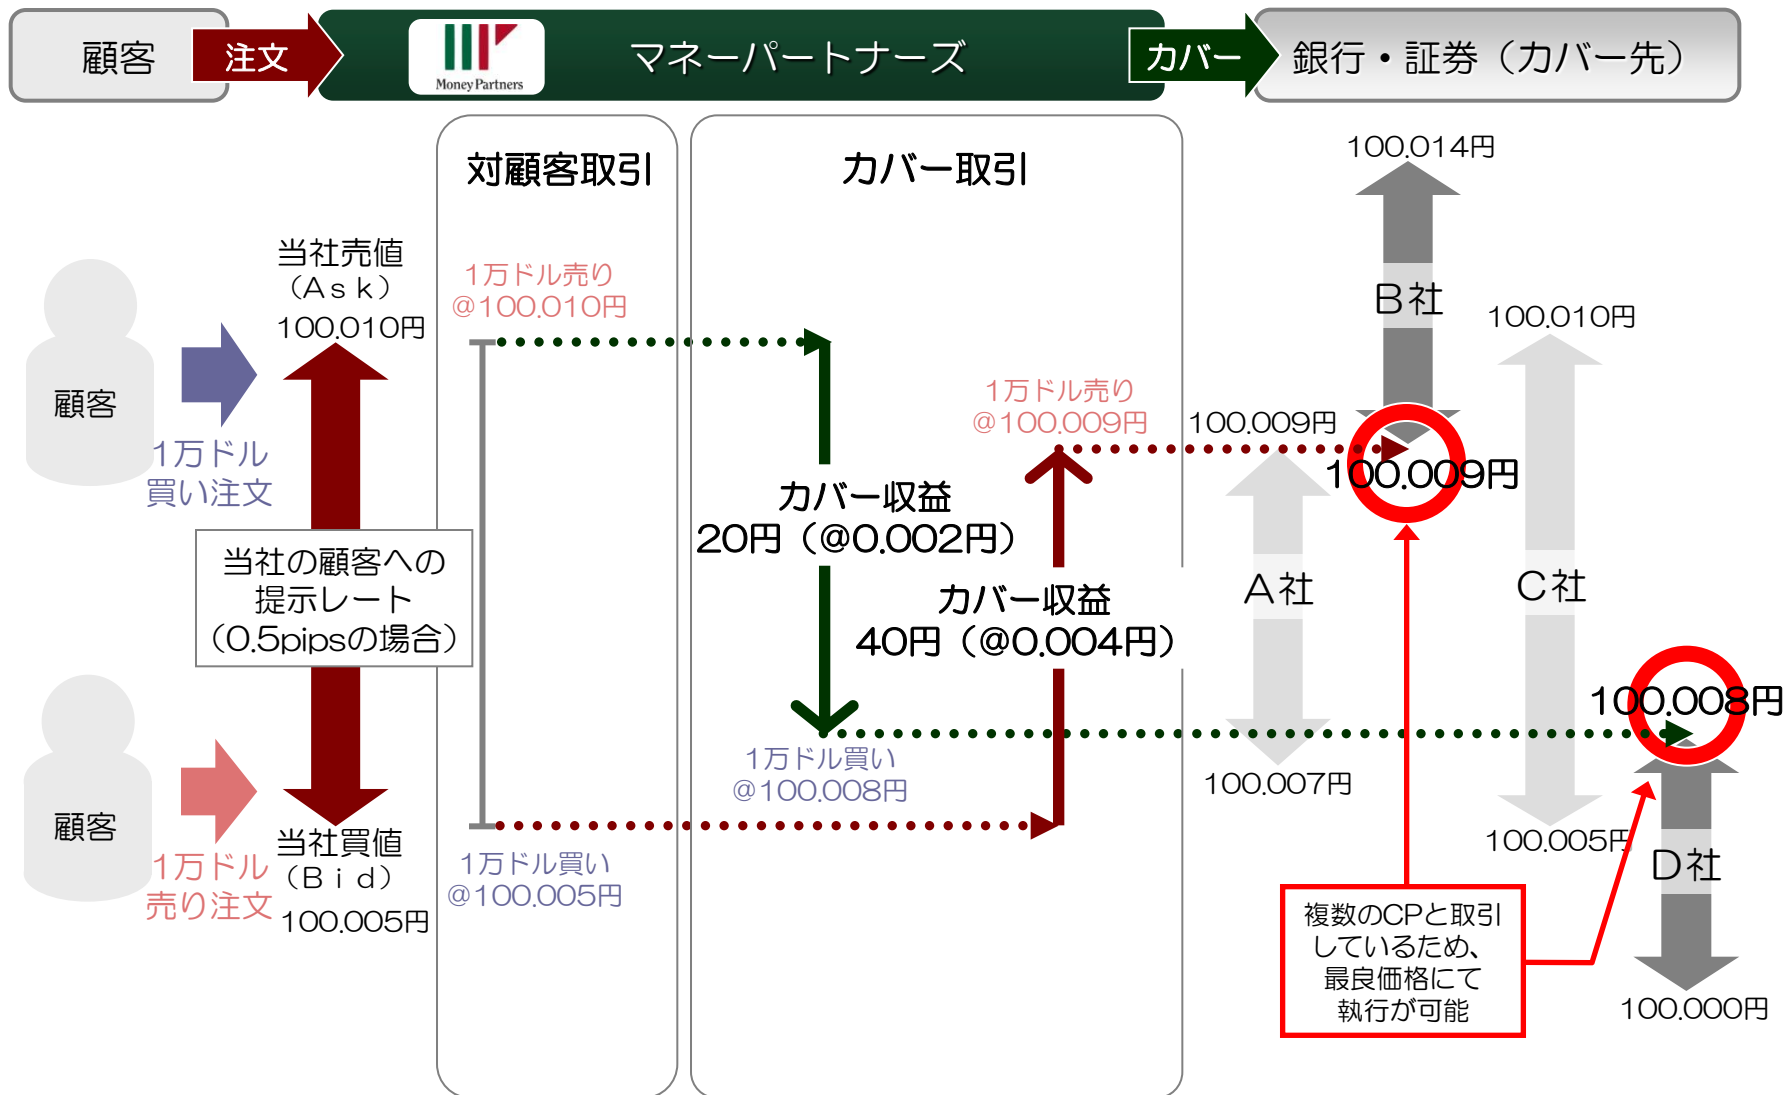 顧客
注文
Money Partners
マネーパートナーズ
カバー
銀行・証券（カバー先）
対顧客取引
カバー取引
100.014円
当社売値
（Ａｓｋ）
100.010円
1万ドル売り
@100.010円
B社
100.010円
顧客
1万ドル
買い注文
1万ドル売り
@100.009円
100.009円
100.009円
カバー収益
20円（@0.002円）
当社の顧客への
提示レート
（0.5pipsの場合）
カバー収益
40円（@0.004円）
A社
C社
100.008円
1万ドル買い
@100.008円
100.007円
顧客
1万ドル
売り注文
当社買値
（Ｂｉｄ）
100.005円
1万ドル買い
@100.005円
100.005円
D社
複数のCPと取引
しているため、
最良価格にて
執行が可能
100.000円